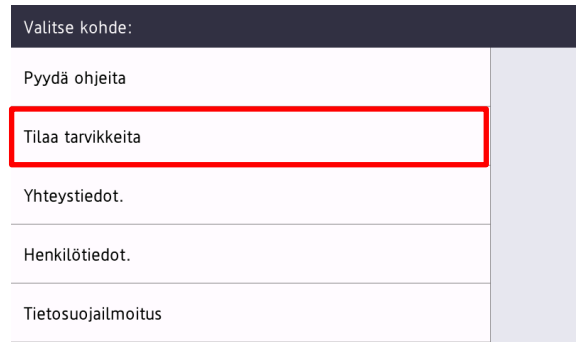 Valitse kohde:
Pyydä ohjeita
Tilaa tarvikkeita
Yhteystiedot.
Henkilötiedot.
Tietosuojailmoitus